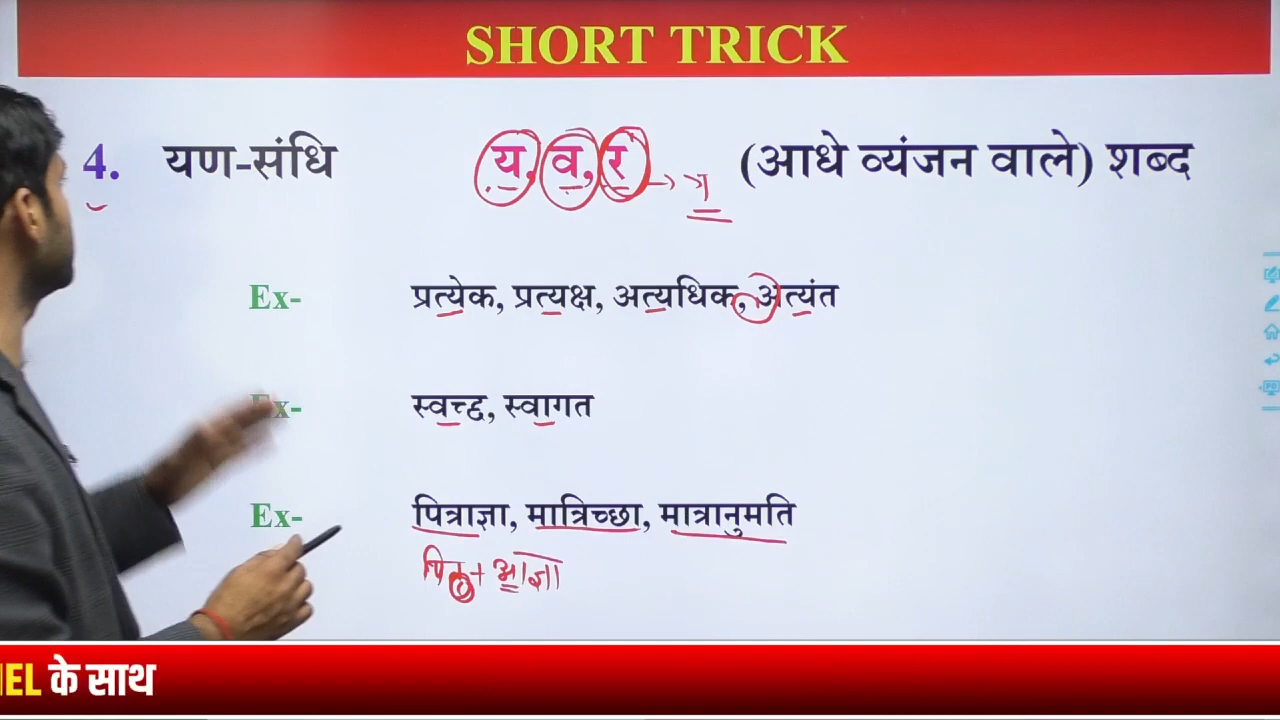 SHORT TRICK
4. यण-संधि य, व, र → त्र (आधे व्यंजन वाले) शब्द
Ex- प्रत्येक, प्रत्यक्ष, अत्यधिक, अत्यंत
Ex- स्वच्छ, स्वागत
Ex- पित्राज्ञा, मात्रिच्छा, मात्रानुमति
पितृ + आज्ञा
NEL के साथ